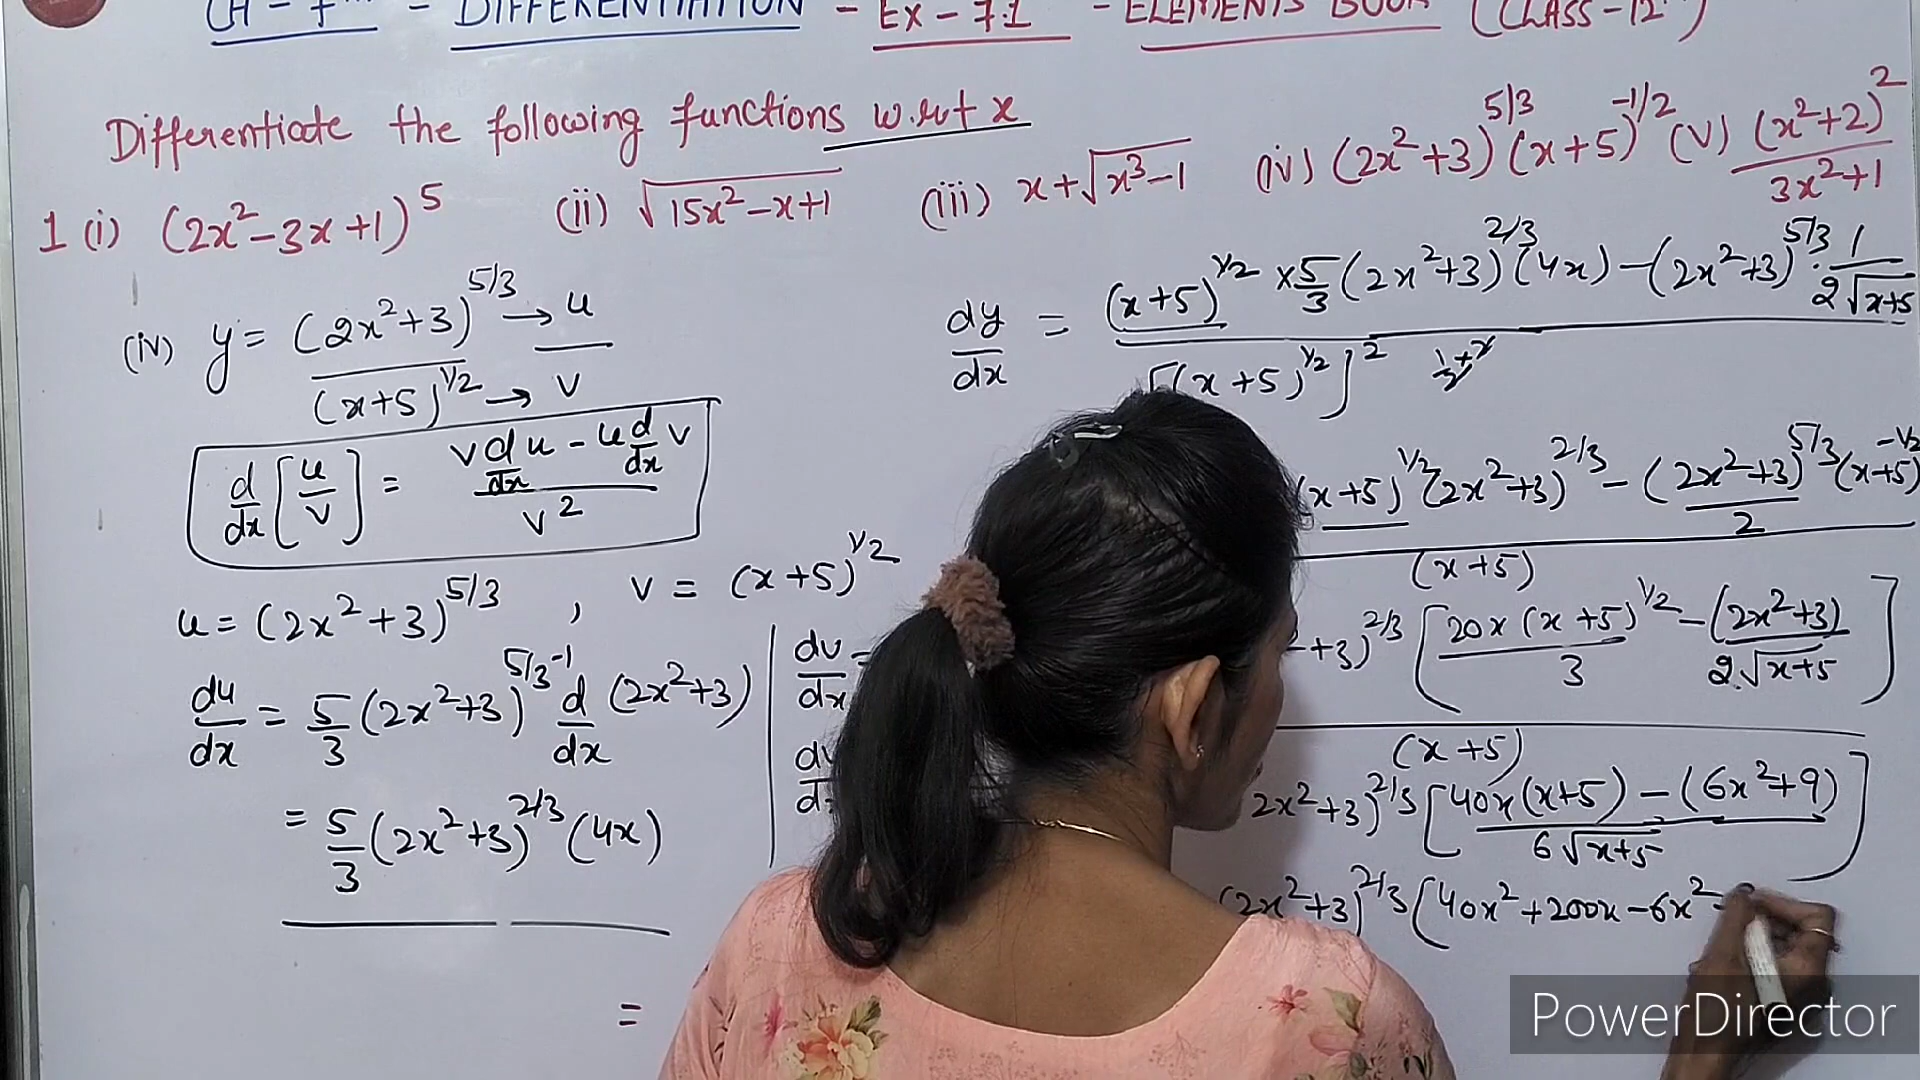 CH - 7th - DIFFERENTIATION - EX - 7.1 - ELEMENTS BOOK (CLASS-12th)
Differentiate the following functions w.r.t x
1 (i) (2x²-3x+1)^5 (ii) √(15x²-x+1) (iii) x+√(x³-1) (iv) (2x²+3)^5/3 (x+5)^-1/2 (v) (x²+2)²/(3x²+1)
(iv) y = (2x²+3)^5/3 → u / (x+5)^1/2 → v
d/dx [u/v] = (v d/dx u - u d/dx v)/v²
u = (2x²+3)^5/3 , v = (x+5)^1/2
du/dx = 5/3 (2x²+3)^5/3-1 d/dx (2x²+3)
= 5/3 (2x²+3)^2/3 (4x)
=
dv/dx =
dy/dx = ((x+5)^1/2 × 5/3 (2x²+3)^2/3 (4x) - (2x²+3)^5/3 · 1/(2√(x+5)))/[(x+5)^1/2]²
(x+5)^1/2 (2x²+3)^2/3 - (2x²+3)^5/3/2 (x+5)^-1/2
(x+5)
+3)^2/3 [20x (x+5)^1/2/3 - (2x²+3)/(2√(x+5))]
(x+5)
2x²+3)^2/3 [(40x(x+5) - (6x²+9))/(6√(x+5))]
(2x²+3)^2/3 (40x²+200x-6x²-
PowerDirector